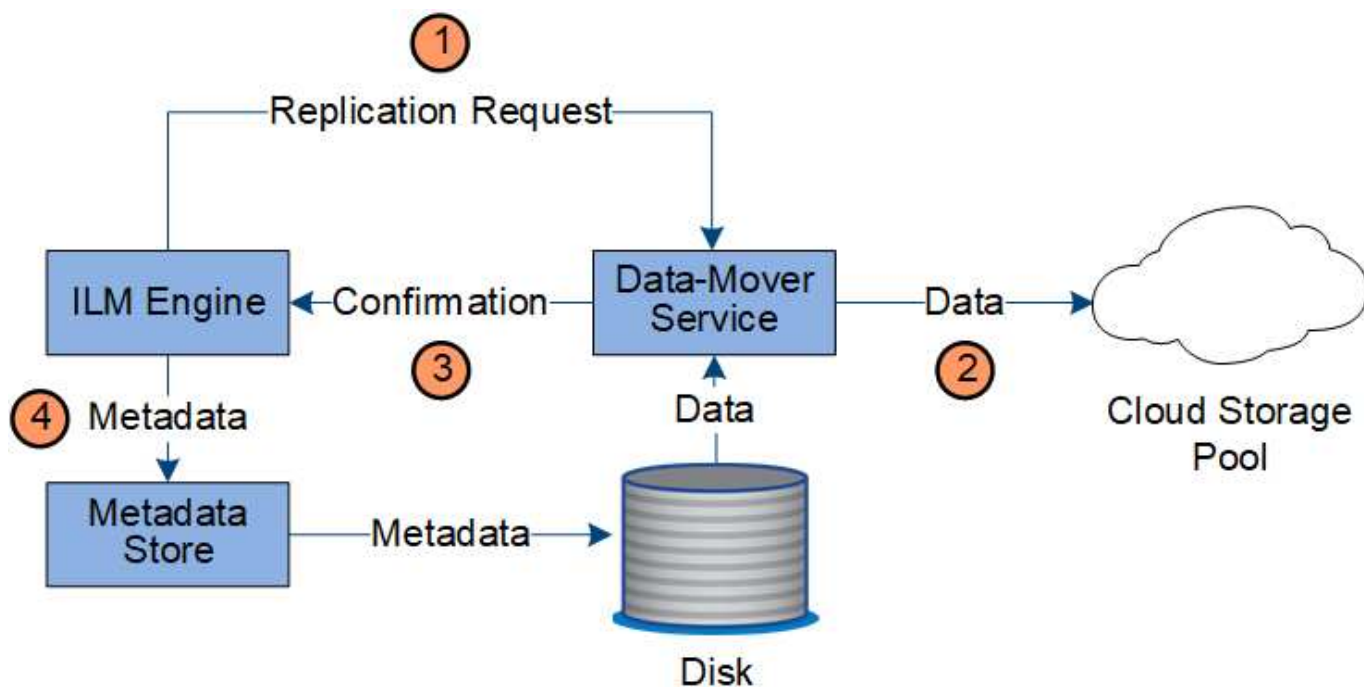 1
Replication Request
ILM Engine
Confirmation
Data-Mover
Service
Data
3
2
4
Metadata
Data
Cloud Storage
Pool
Metadata
Store
Metadata
Disk